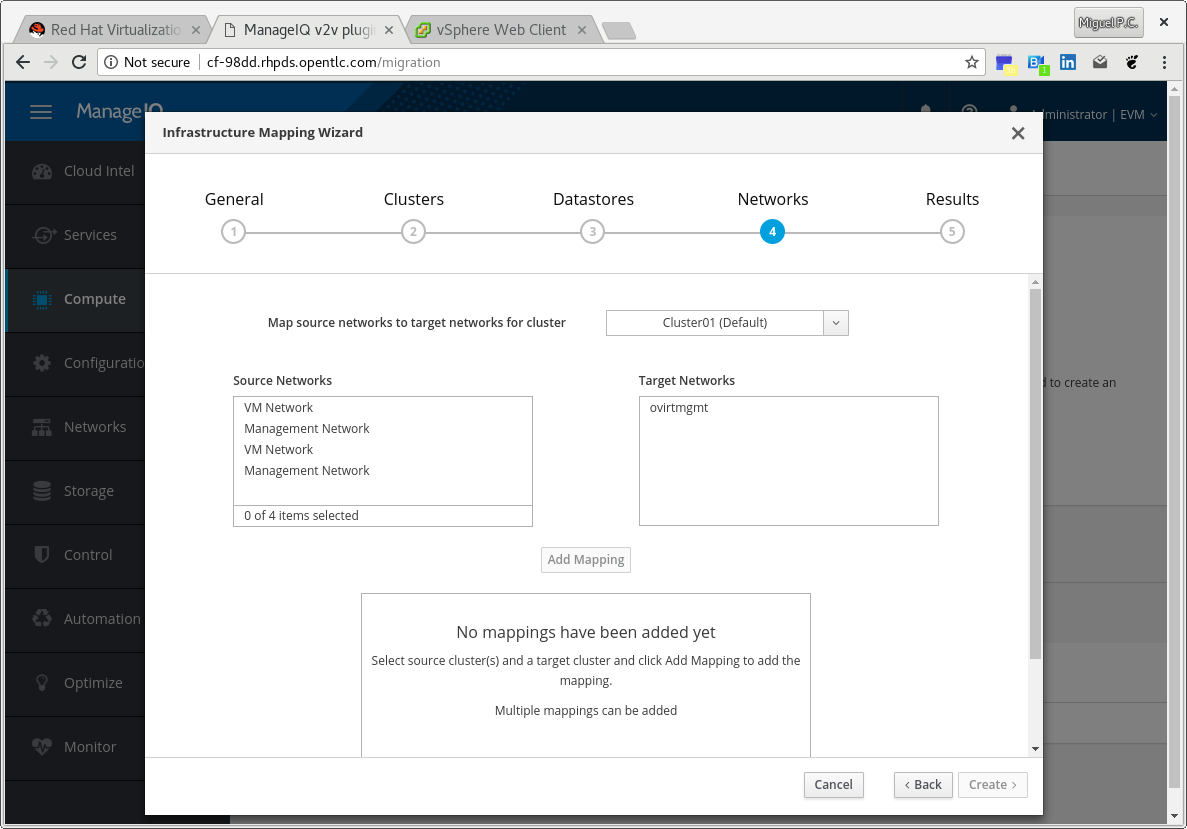 Red Hat Virtualizatio
ManageIQ v2v plugi
vSphere Web Client
Miguel P.C.
Not secure
cf-98dd.rhpds.opentlc.com/migration
ManageIQ
ministrator | EVM
Infrastructure Mapping Wizard
Cloud Intel
Services
Compute
Configuratio
Networks
Storage
Control
Automation
Optimize
Monitor
General
Clusters
Datastores
Networks
Results
1
2
3
4
5
Map source networks to target networks for cluster
Cluster01 (Default)
d to create an
Source Networks
Target Networks
VM Network
Management Network
VM Network
Management Network
0 of 4 items selected
ovirtmgmt
Add Mapping
No mappings have been added yet
Select source cluster(s) and a target cluster and click Add Mapping to add the
mapping.
Multiple mappings can be added
Cancel
‹ Back
Create ›